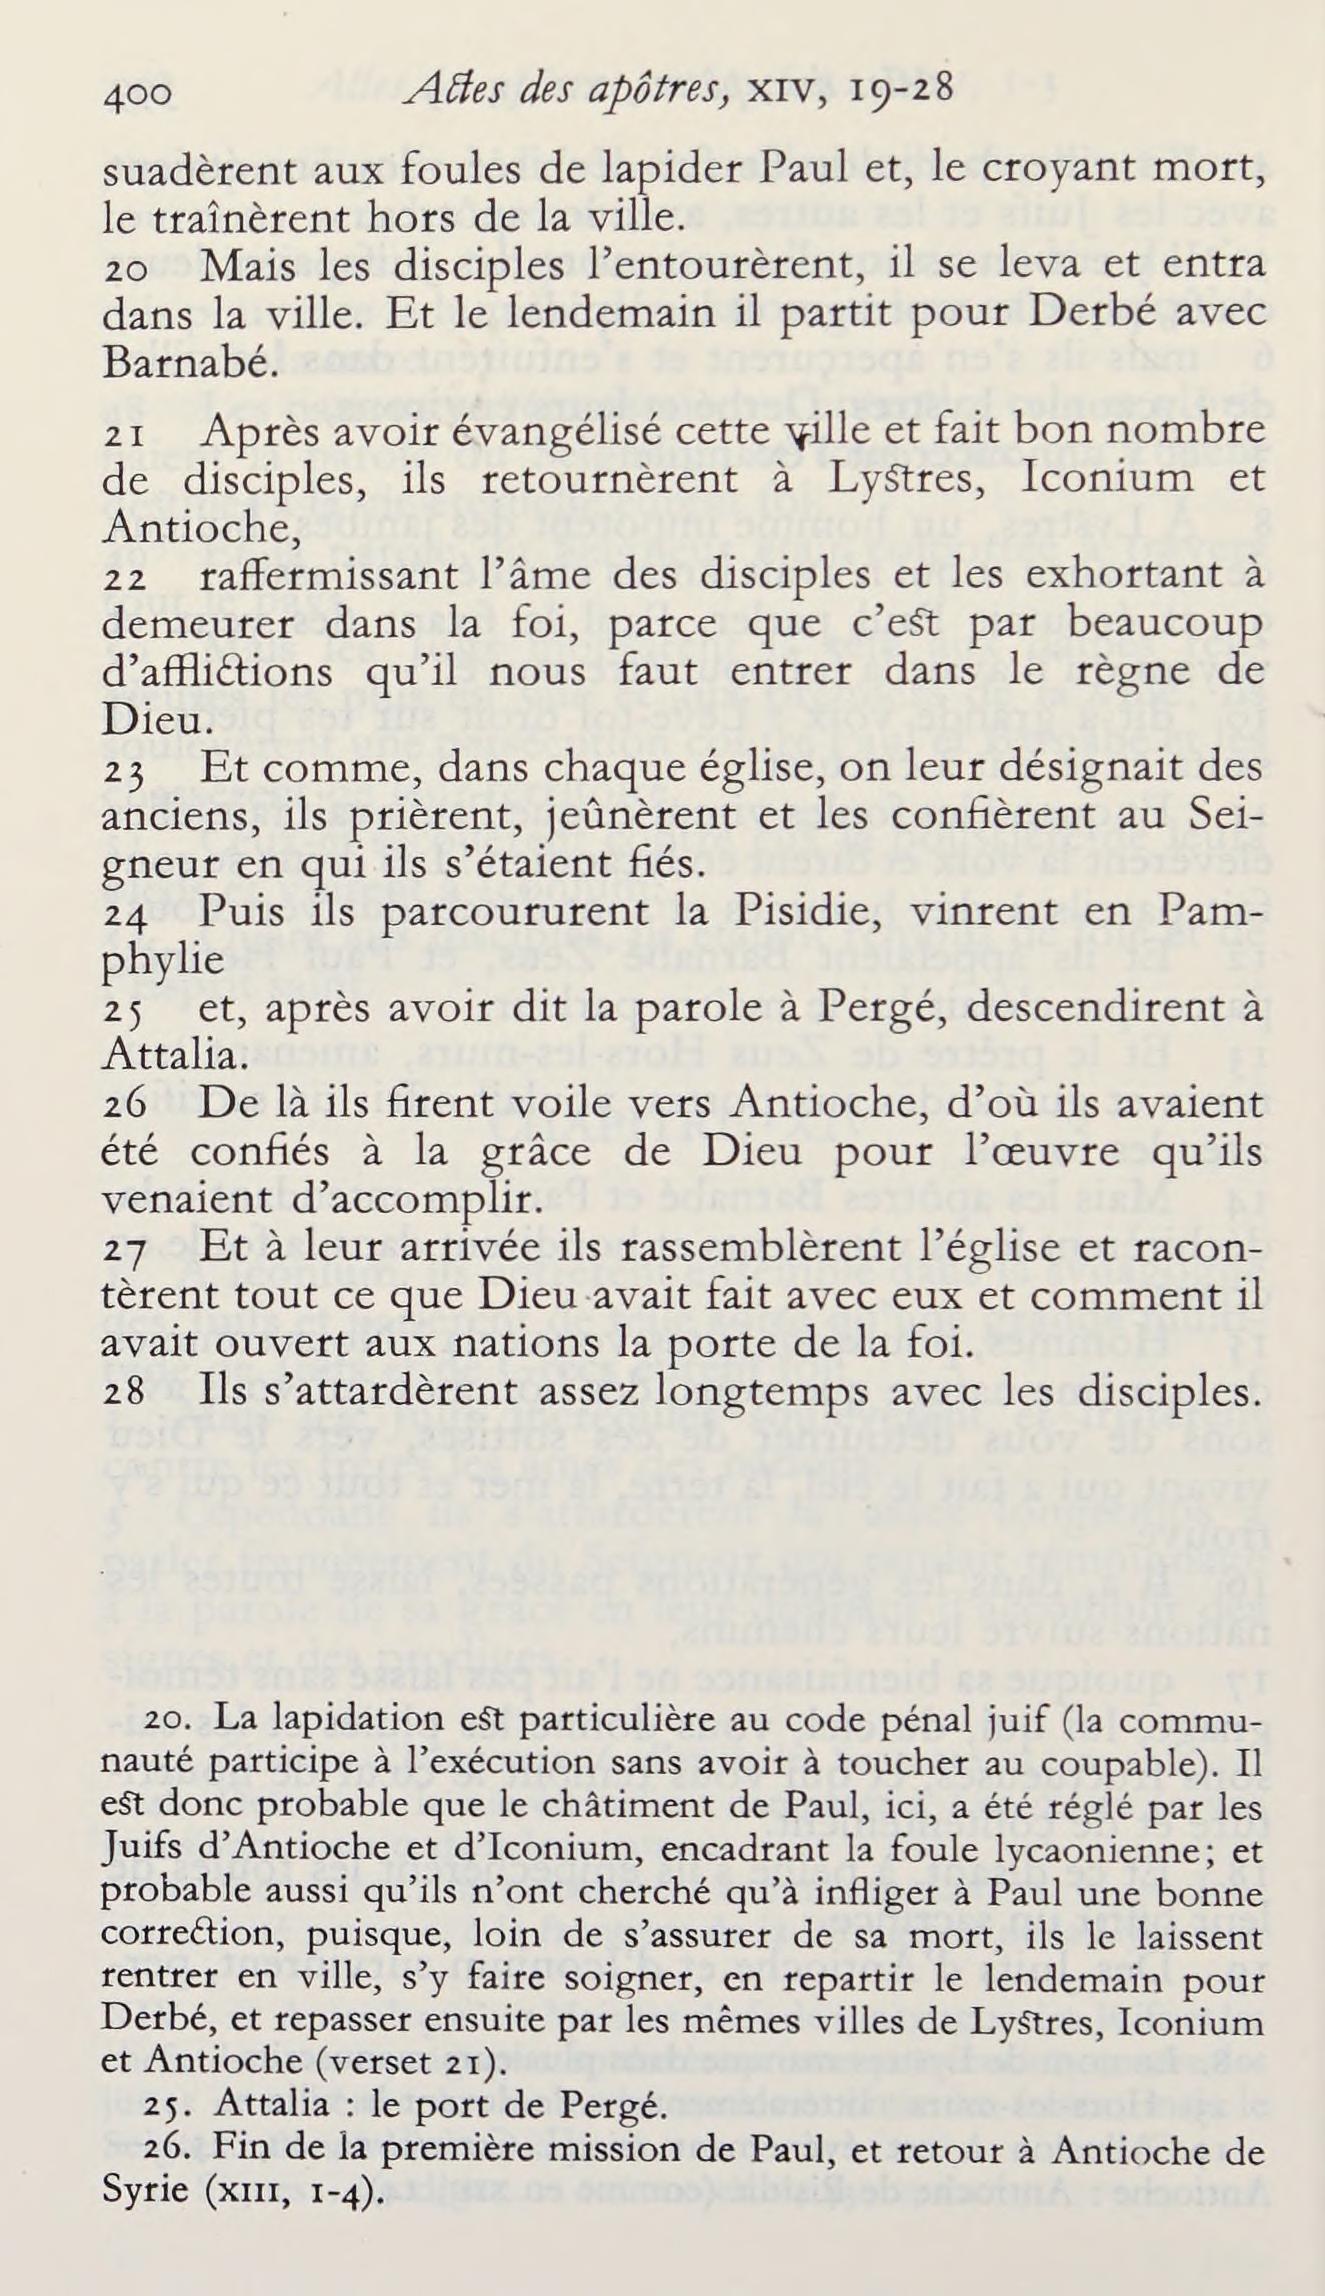 400 Actes des apôtres, XIV, 19-28
suadèrent aux foules de lapider Paul et, le croyant mort,
le traînèrent hors de la ville.
20 Mais les disciples l’entourèrent, il se leva et entra
dans la ville. Et le lendemain il partit pour Derbé avec
Barnabé.
21 Après avoir évangélisé cette ville et fait bon nombre
de disciples, ils retournèrent à Lystres, Iconium et
Antioche,
22 raffermissant l’âme des disciples et les exhortant à
demeurer dans la foi, parce que c’est par beaucoup
d’afflictions qu’il nous faut entrer dans le règne de
Dieu.
23 Et comme, dans chaque église, on leur désignait des
anciens, ils prièrent, jeûnèrent et les confièrent au Sei-
gneur en qui ils s’étaient fiés.
24 Puis ils parcoururent la Pisidie, vinrent en Pam-
phylie
25 et, après avoir dit la parole à Pergé, descendirent à
Attalia.
26 De là ils firent voile vers Antioche, d’où ils avaient
été confiés à la grâce de Dieu pour l’œuvre qu’ils
venaient d’accomplir.
27 Et à leur arrivée ils rassemblèrent l’église et racon-
tèrent tout ce que Dieu avait fait avec eux et comment il
avait ouvert aux nations la porte de la foi.
28 Ils s’attardèrent assez longtemps avec les disciples.
20. La lapidation est particulière au code pénal juif (la commu-
nauté participe à l’exécution sans avoir à toucher au coupable). Il
est donc probable que le châtiment de Paul, ici, a été réglé par les
Juifs d’Antioche et d’Iconium, encadrant la foule lycaonienne; et
probable aussi qu’ils n’ont cherché qu’à infliger à Paul une bonne
correction, puisque, loin de s’assurer de sa mort, ils le laissent
rentrer en ville, s’y faire soigner, en repartir le lendemain pour
Derbé, et repasser ensuite par les mêmes villes de Lystres, Iconium
et Antioche (verset 21).
25. Attalia : le port de Pergé.
26. Fin de la première mission de Paul, et retour à Antioche de
Syrie (XIII, 1-4).